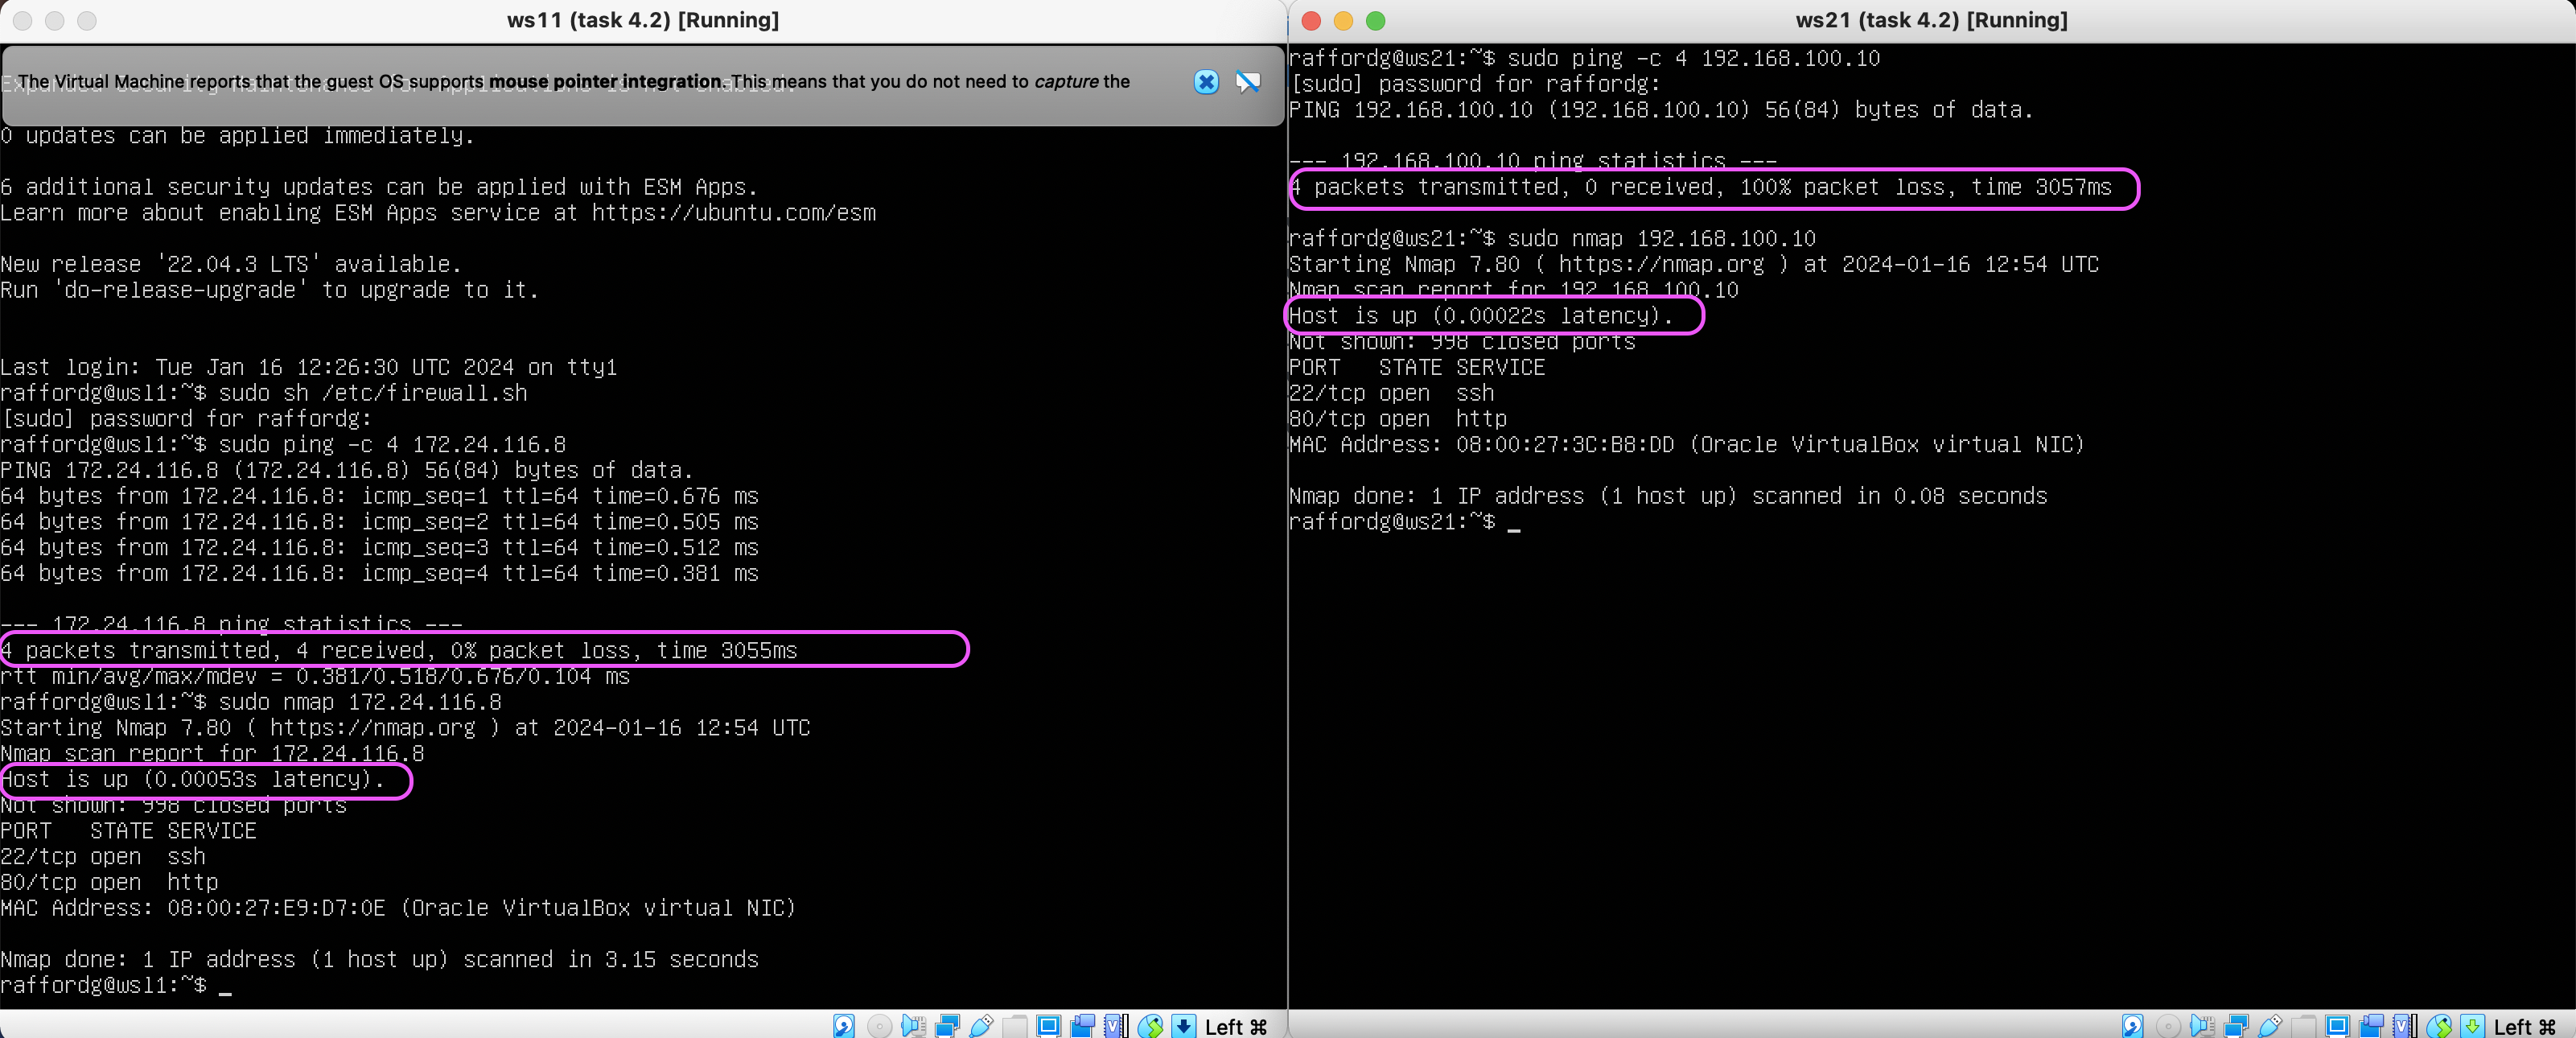 ws11 (task 4.2) [Running]
The Virtual Machine reports that the guest OS supports mouse pointer integration. This means that you do not need to capture the
0 updates can be applied immediately.
6 additional security updates can be applied with ESM Apps.
Learn more about enabling ESM Apps service at https://ubuntu.com/esm
New release '22.04.3 LTS' available.
Run 'do-release-upgrade' to upgrade to it.
Last login: Tue Jan 16 12:26:30 UTC 2024 on tty1
raffordg@wsl1:~$ sudo sh /etc/firewall.sh
[sudo] password for raffordg:
raffordg@wsl1:~$ sudo ping -c 4 172.24.116.8
PING 172.24.116.8 (172.24.116.8) 56(84) bytes of data.
64 bytes from 172.24.116.8: icmp_seq=1 ttl=64 time=0.676 ms
64 bytes from 172.24.116.8: icmp_seq=2 ttl=64 time=0.505 ms
64 bytes from 172.24.116.8: icmp_seq=3 ttl=64 time=0.512 ms
64 bytes from 172.24.116.8: icmp_seq=4 ttl=64 time=0.381 ms
--- 172.24.116.8 ping statistics ---
4 packets transmitted, 4 received, 0% packet loss, time 3055ms
rtt min/avg/max/mdev = 0.381/0.518/0.676/0.104 ms
raffordg@wsl1:~$ sudo nmap 172.24.116.8
Starting Nmap 7.80 ( https://nmap.org ) at 2024-01-16 12:54 UTC
Nmap scan report for 172.24.116.8
Host is up (0.00053s latency).
Not shown: 998 closed ports
PORT   STATE SERVICE
22/tcp open  ssh
80/tcp open  http
MAC Address: 08:00:27:E9:D7:0E (Oracle VirtualBox virtual NIC)
Nmap done: 1 IP address (1 host up) scanned in 3.15 seconds
raffordg@wsl1:~$ _
Left ⌘
ws21 (task 4.2) [Running]
raffordg@ws21:~$ sudo ping -c 4 192.168.100.10
[sudo] password for raffordg:
PING 192.168.100.10 (192.168.100.10) 56(84) bytes of data.
--- 192.168.100.10 ping statistics ---
4 packets transmitted, 0 received, 100% packet loss, time 3057ms
raffordg@ws21:~$ sudo nmap 192.168.100.10
Starting Nmap 7.80 ( https://nmap.org ) at 2024-01-16 12:54 UTC
Nmap scan report for 192.168.100.10
Host is up (0.00022s latency).
Not shown: 998 closed ports
PORT   STATE SERVICE
22/tcp open  ssh
80/tcp open  http
MAC Address: 08:00:27:3C:B8:DD (Oracle VirtualBox virtual NIC)
Nmap done: 1 IP address (1 host up) scanned in 0.08 seconds
raffordg@ws21:~$ _
Left ⌘